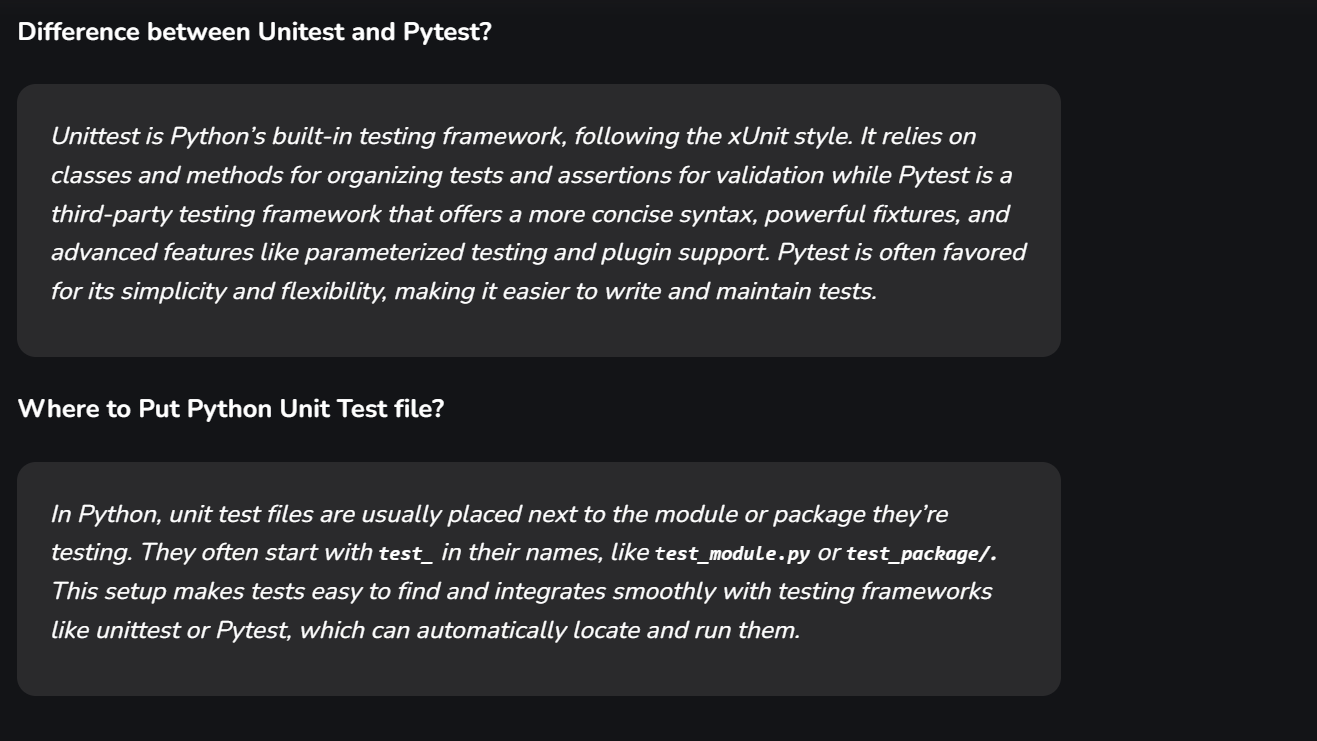 Difference between Unitest and Pytest?
Unittest is Python’s built-in testing framework, following the xUnit style. It relies on
classes and methods for organizing tests and assertions for validation while Pytest is a
third-party testing framework that offers a more concise syntax, powerful fixtures, and
advanced features like parameterized testing and plugin support. Pytest is often favored
for its simplicity and flexibility, making it easier to write and maintain tests.
Where to Put Python Unit Test file?
In Python, unit test files are usually placed next to the module or package they’re
testing. They often start with test_ in their names, like test_module.py or test_package/.
This setup makes tests easy to find and integrates smoothly with testing frameworks
like unittest or Pytest, which can automatically locate and run them.